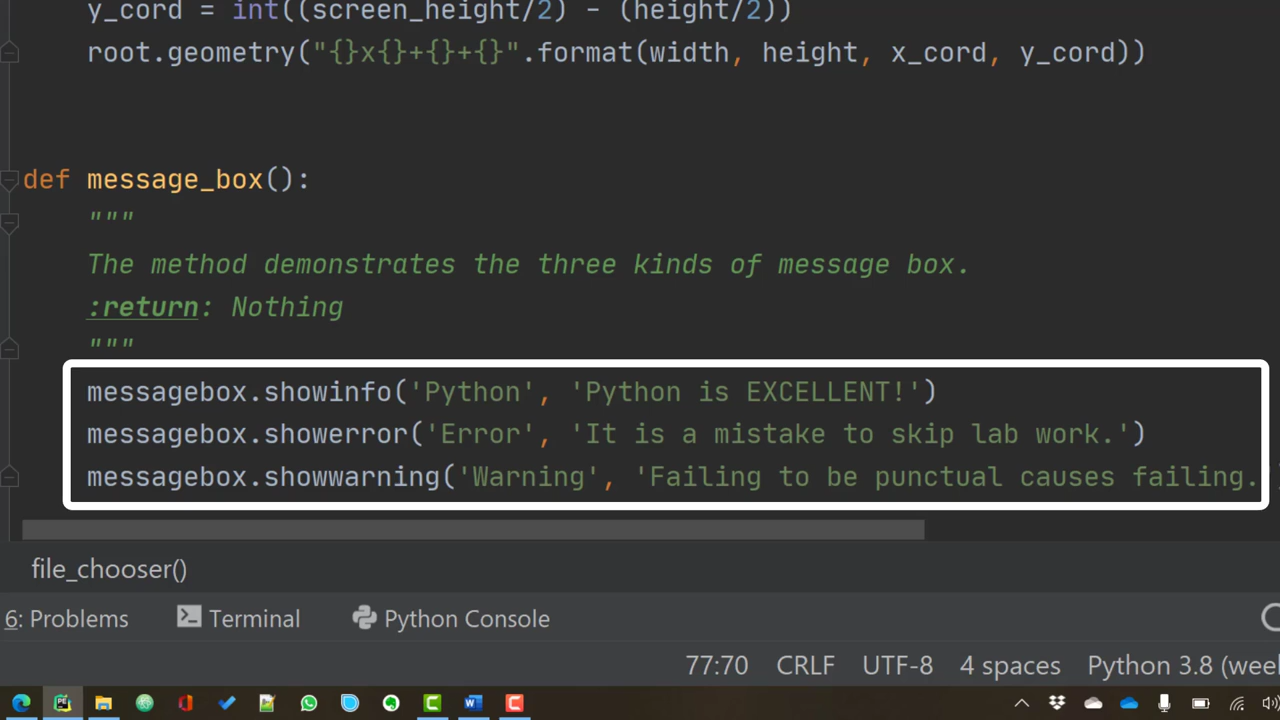 y_cord = int((screen_height/2) - (height/2))
root.geometry("{}x{}+{}+{}".format(width, height, x_cord, y_cord))
def message_box():
"""
The method demonstrates the three kinds of message box.
:return: Nothing
"""
messagebox.showinfo('Python', 'Python is EXCELLENT!')
messagebox.showerror('Error', 'It is a mistake to skip lab work.')
messagebox.showwarning('Warning', 'Failing to be punctual causes failing.
file_chooser()
6: Problems Terminal Python Console
77:70 CRLF UTF-8 4 spaces Python 3.8 (wee